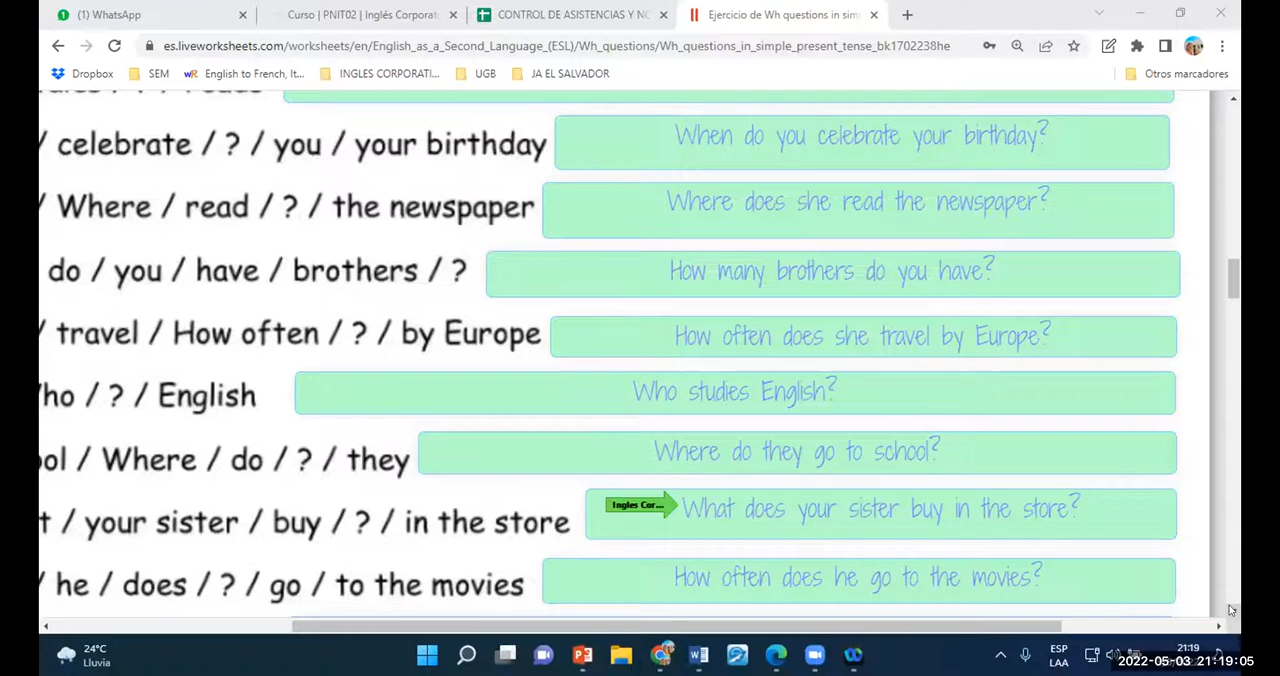 (1) WhatsApp
Curso | PNIT02 | Inglés Corporat
CONTROL DE ASISTENCIAS Y NO
Ejercicio de Wh questions in sim
es.liveworksheets.com/worksheets/en/English_as_a_Second_Language_(ESL)/Wh_questions/Wh_questions_in_simple_present_tense_bk1702238he
Dropbox SEM English to French, It... INGLES CORPORATI... UGB JA EL SALVADOR Otros marcadores
/ celebrate / ? / you / your birthday When do you celebrate your birthday?
/ Where / read / ? / the newspaper Where does she read the newspaper?
do / you / have / brothers / ? How many brothers do you have?
/ travel / How often / ? / by Europe How often does she travel by Europe?
ho / ? / English Who studies English?
ool / Where / do / ? / they Where do they go to school?
t / your sister / buy / ? / in the store Ingles Cor... What does your sister buy in the store?
/ he / does / ? / go / to the movies How often does he go to the movies?
24°C
Lluvia
ESP
LAA
21:19
2022-05-03 21:19:05